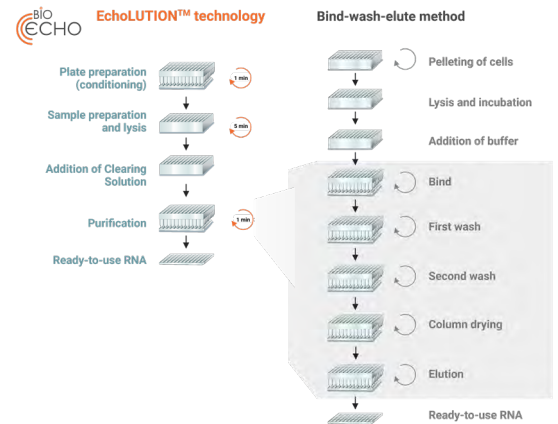 BIO
ECHO
EchoLUTION™ technology
Plate preparation
(conditioning)
1 min
Sample preparation
and lysis
5 min
Addition of Clearing
Solution
Purification
1 min
Ready-to-use RNA
Bind-wash-elute method
Pelleting of cells
Lysis and incubation
Addition of buffer
Bind
First wash
Second wash
Column drying
Elution
Ready-to-use RNA